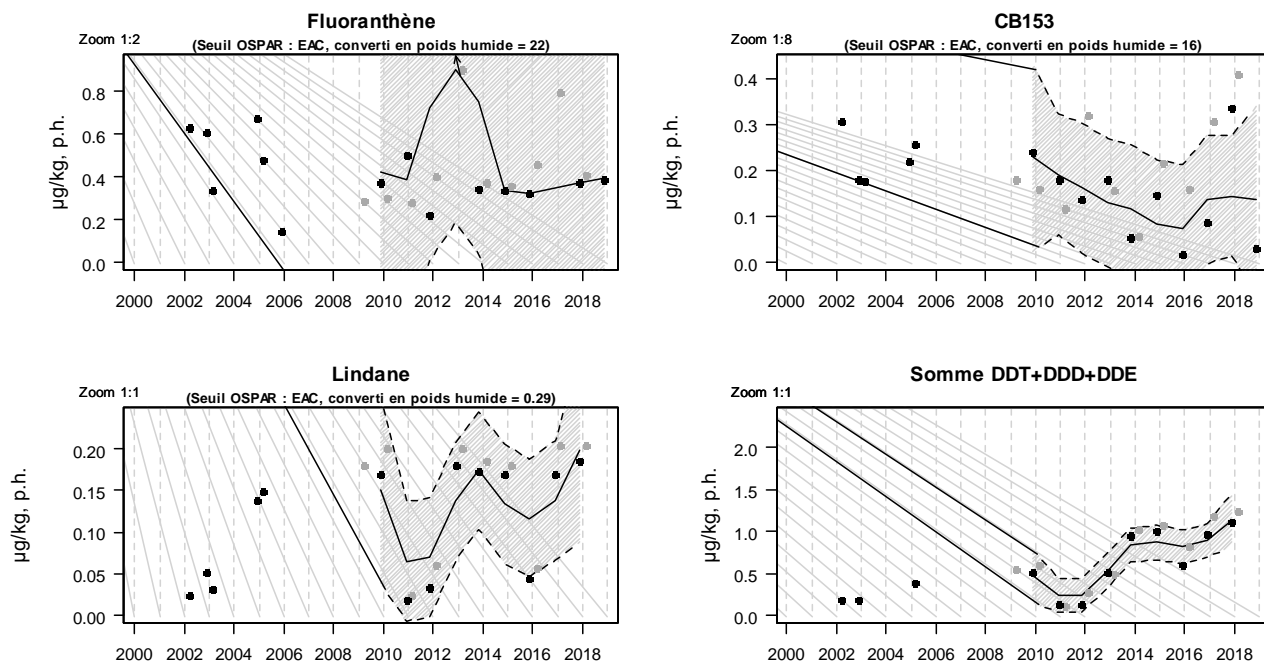 Fluoranthène
Zoom 1:2
(Seuil OSPAR : EAC, converti en poids humide = 22)
µg/kg, p.h.
0.8
0.6
0.4
0.2
0.0
2000 2002 2004 2006 2008 2010 2012 2014 2016 2018
CB153
Zoom 1:8
(Seuil OSPAR : EAC, converti en poids humide = 16)
µg/kg, p.h.
0.4
0.3
0.2
0.1
0.0
2000 2002 2004 2006 2008 2010 2012 2014 2016 2018
Lindane
Zoom 1:1
(Seuil OSPAR : EAC, converti en poids humide = 0.29)
µg/kg, p.h.
0.20
0.15
0.10
0.05
0.00
2000 2002 2004 2006 2008 2010 2012 2014 2016 2018
Somme DDT+DDD+DDE
Zoom 1:1
µg/kg, p.h.
2.0
1.5
1.0
0.5
0.0
2000 2002 2004 2006 2008 2010 2012 2014 2016 2018